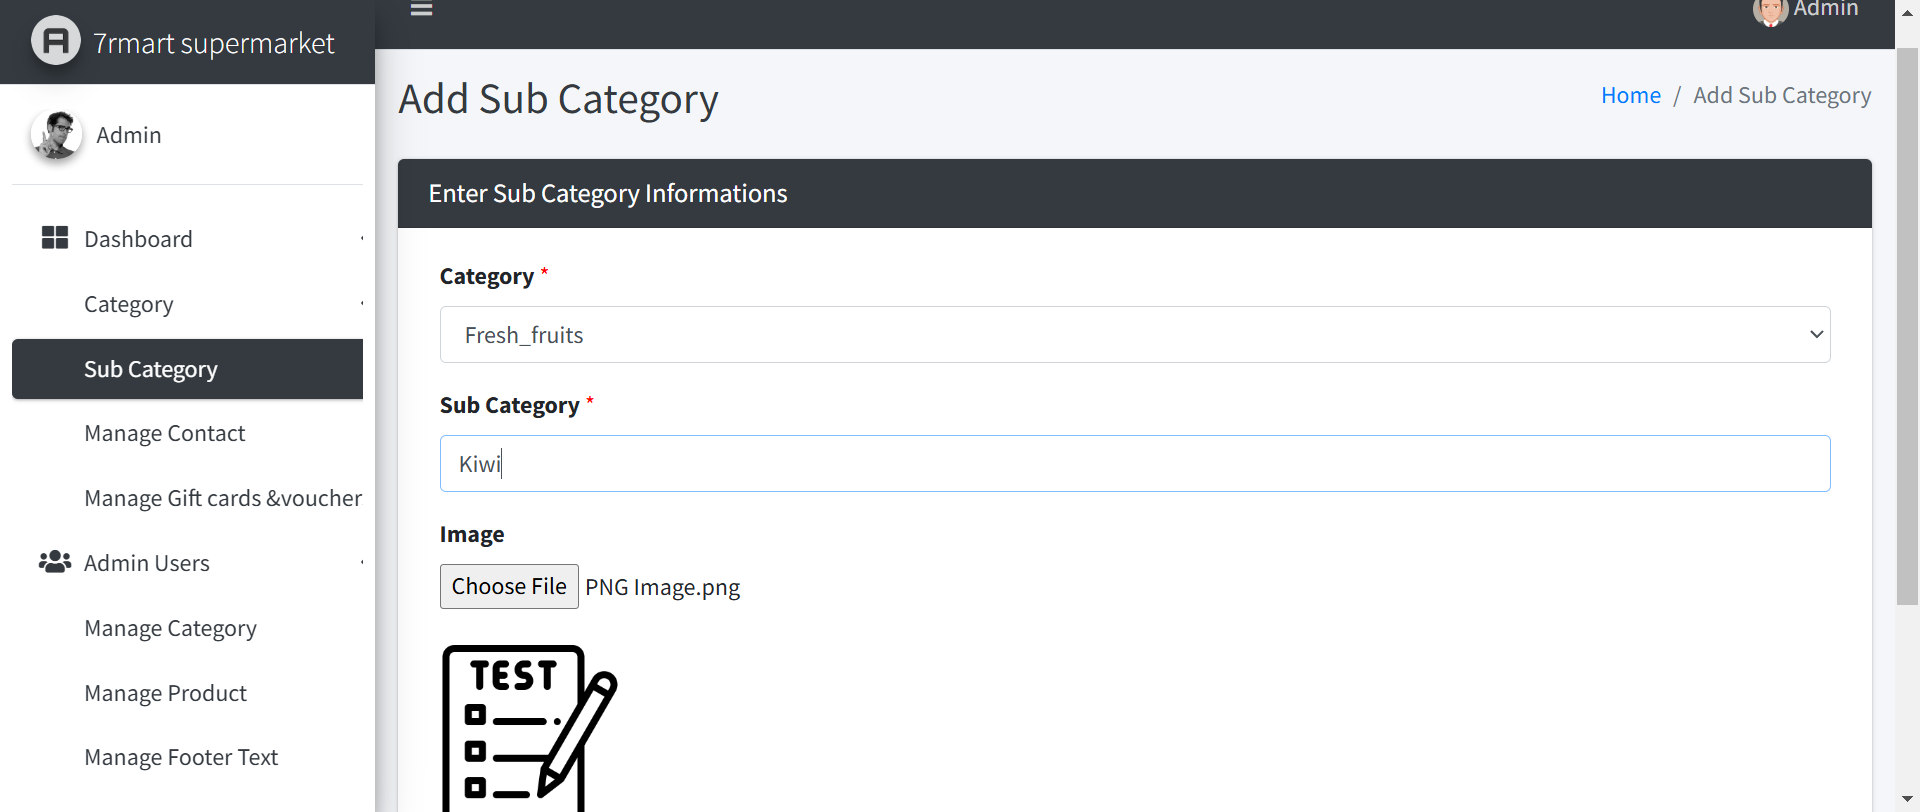 7rmart supermarket
Admin
Admin
Dashboard
Category
Sub Category
Manage Contact
Manage Gift cards &voucher
Admin Users
Manage Category
Manage Product
Manage Footer Text
Add Sub Category
Home / Add Sub Category
Enter Sub Category Informations
Category *
Fresh_fruits
Sub Category *
Kiwi
Image
Choose File PNG Image.png
TEST